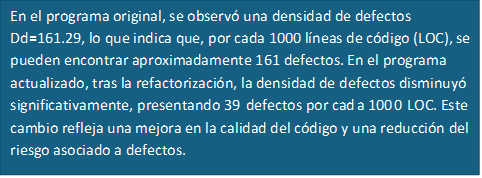 En el programa original, se observó una densidad de defectos
Dd=161.29, lo que indica que, por cada 1000 líneas de código (LOC), se
pueden encontrar aproximadamente 161 defectos. En el programa
actualizado, tras la refactorización, la densidad de defectos disminuyó
significativamente, presentando 39 defectos por cada 1000 LOC. Este
cambio refleja una mejora en la calidad del código y una reducción del
riesgo asociado a defectos.